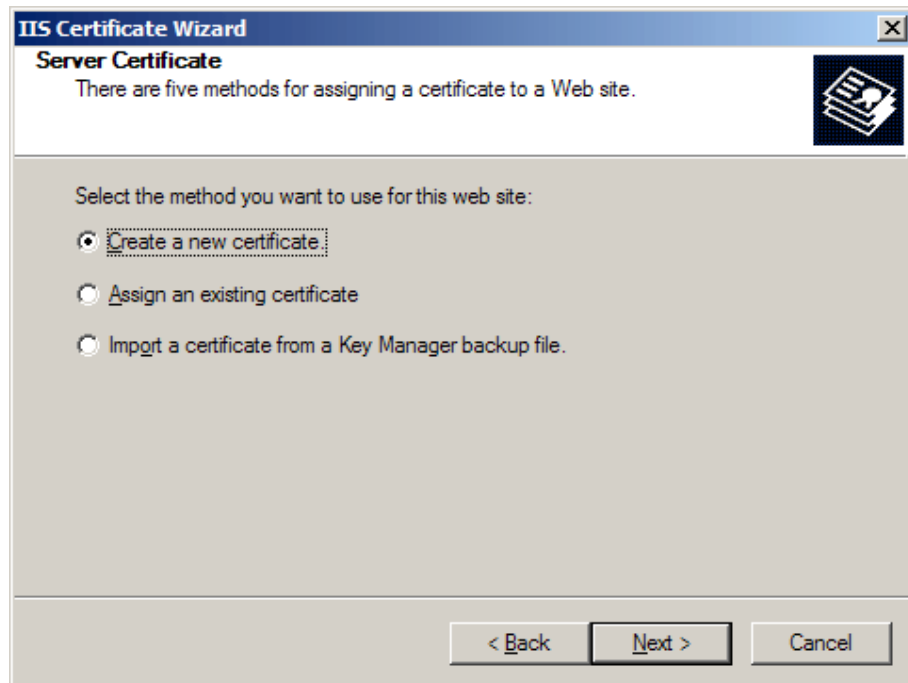 IIS Certificate Wizard
Server Certificate
There are five methods for assigning a certificate to a Web site.
Select the method you want to use for this web site:
Create a new certificate.
Assign an existing certificate
Import a certificate from a Key Manager backup file.
< Back Next > Cancel